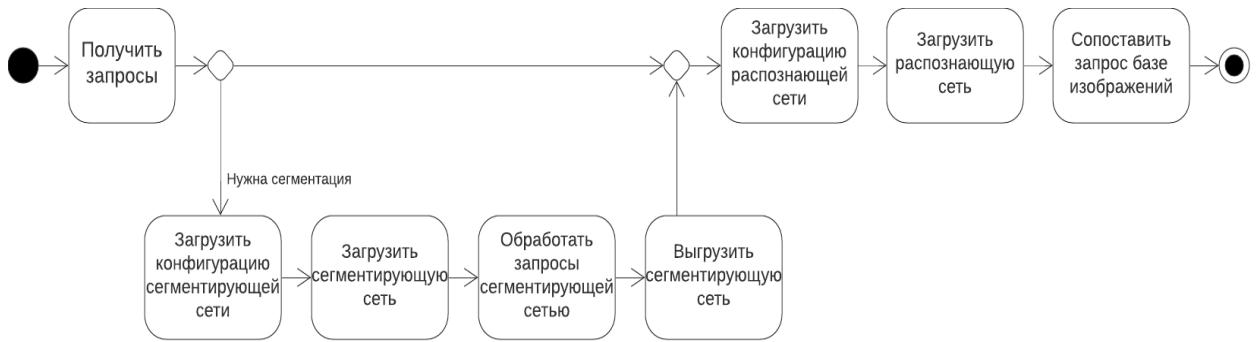 Получить
запросы
Загрузить
конфигурацию
распознающей
сети
Загрузить
распознающую
сеть
Сопоставить
запрос базе
изображений
Нужна сегментация
Загрузить
конфигурацию
сегментирующей
сети
Загрузить
сегментирующую
сеть
Обработать
запросы
сегментирующей
сетью
Выгрузить
сегментирующую
сеть